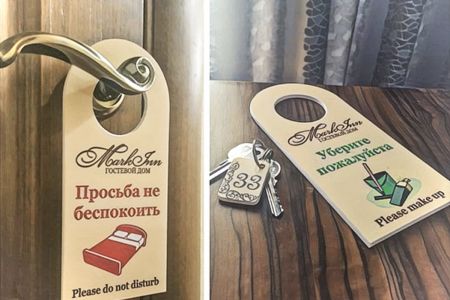 MarkInn
ГОСТЕВОЙ ДОМ
Просьба не
беспокоить
Please do not disturb
33
MarkInn
ГОСТЕВОЙ ДОМ
Уберите
пожалуйста
Please make up